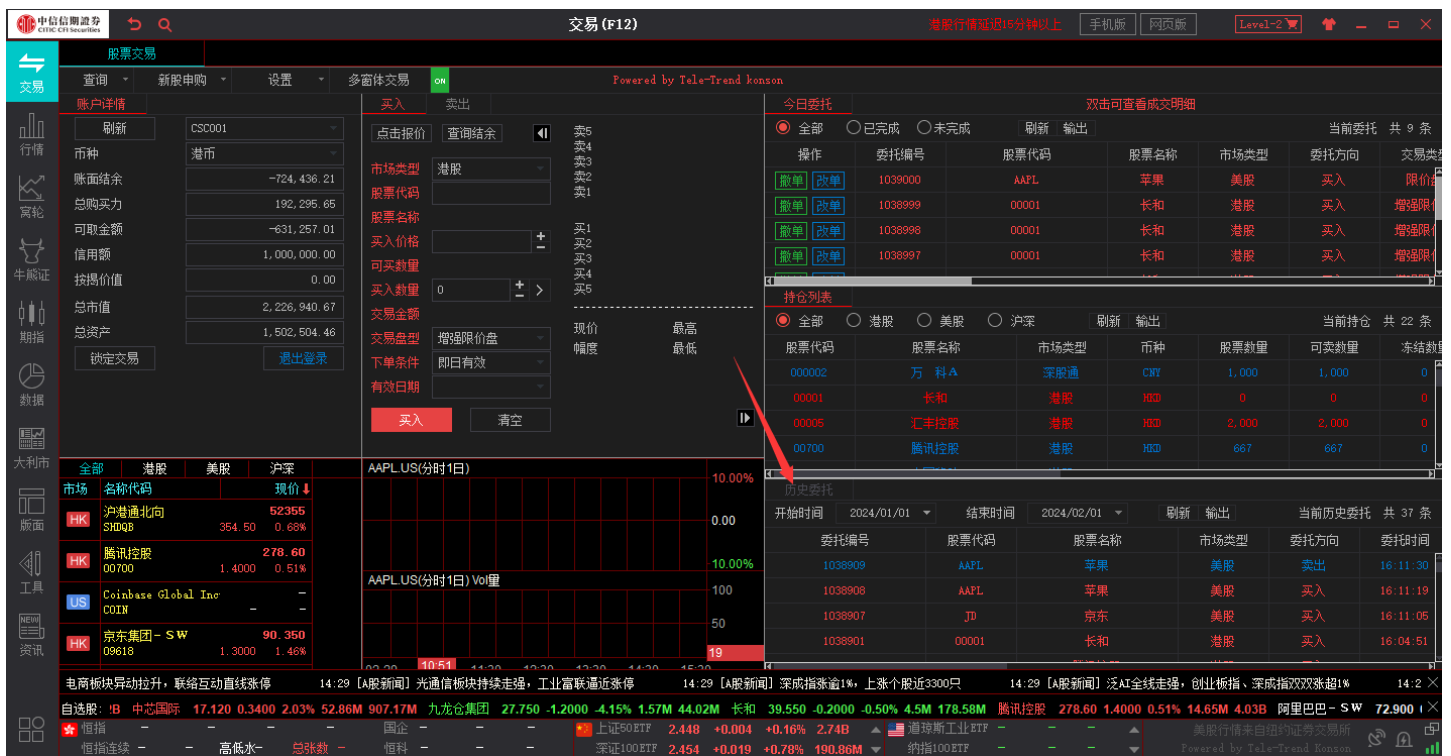 中信信期證券
CITIC CFI Securities
交易(F12)
港股行情延迟15分钟以上
手机版
网页版
Level-2
交易
行情
窝轮
牛熊证
期指
数据
大利市
版面
工具
NEW
资讯
股票交易
查询 新股申购 设置 多窗体交易 ON
Powered by Tele-Trend konson
账户详情
刷新 CSC001
币种 港币
账面结余 -724,436.21
总购买力 192,295.65
可取金额 -631,257.01
信用额 1,000,000.00
按揭价值 0.00
总市值 2,226,940.67
总资产 1,502,504.46
锁定交易 退出登录
买入 卖出
点击报价 查询结余
市场类型 港股
股票代码
股票名称
买入价格
可买数量
买入数量 0
交易金额
交易盘型 增强限价盘
下单条件 即日有效
有效日期
买入 清空
卖5
卖4
卖3
卖2
卖1
买1
买2
买3
买4
买5
现价 最高
幅度 最低
今日委托 双击可查看成交明细
全部 已完成 未完成 刷新 输出 当前委托 共 9 条
操作 委托编号 股票代码 股票名称 市场类型 委托方向 交易类型
撤单 改单 1039000 AAPL 苹果 美股 买入 限价盘
撤单 改单 1038999 00001 长和 港股 买入 增强限价
撤单 改单 1038998 00001 长和 港股 买入 增强限价
撤单 改单 1038997 00001 长和 港股 买入 增强限价
持仓列表
全部 港股 美股 沪深 刷新 输出 当前持仓 共 22 条
股票代码 股票名称 市场类型 币种 股票数量 可卖数量 冻结数
000002 万 科A 深股通 CNY 1,000 1,000 0
00001 长和 港股 HKD 0 0 0
00005 汇丰控股 港股 HKD 2,000 2,000 0
00700 腾讯控股 港股 HKD 667 667 0
历史委托
开始时间 2024/01/01 结束时间 2024/02/01 刷新 输出 当前历史委托 共 37 条
委托编号 股票代码 股票名称 市场类型 委托方向 委托时间
1038909 AAPL 苹果 美股 卖出 16:11:30
1038908 AAPL 苹果 美股 买入 16:11:19
1038907 JD 京东 美股 买入 16:11:05
1038901 00001 长和 港股 买入 16:04:51
全部 港股 美股 沪深
市场 名称代码 现价
HK 沪港通北向 52355
SHDQB 354.50 0.68%
HK 腾讯控股 278.60
00700 1.4000 0.51%
US Coinbase Global Inc —
COIN — —
HK 京东集团-SW 90.350
09618 1.3000 1.46%
AAPL.US(分时1日)
10.00%
0.00
10.00%
AAPL.US(分时1日) Vol量
100
50
19
10:51
电商板块异动拉升，联络互动直线涨停 14:29 [A股新闻] 光通信板块持续走强，工业富联逼近涨停 14:29 [A股新闻] 深成指涨逾1%，上涨个股近3300只 14:29 [A股新闻] 泛AI全线走强，创业板指、深成指双双涨超1% 14:2
自选股: !B 中芯国际 17.120 0.3400 2.03% 52.86M 907.17M 九龙仓集团 27.750 -1.2000 -4.15% 1.57M 44.02M 长和 39.550 -0.2000 -0.50% 4.5M 178.58M 腾讯控股 278.60 1.4000 0.51% 14.65M 4.03B 阿里巴巴-SW 72.900
恒指 — — — 国企 — — 上证50ETF 2.448 +0.004 +0.16% 2.74B 道琼斯工业ETF — — 美股行情来自纽约证券交易所
恒指连续 — — 高低水— 总张数 — 恒科 — — 深证100ETF 2.454 +0.019 +0.78% 190.86M 纳指100ETF — — Powered by Tele-Trend Konson